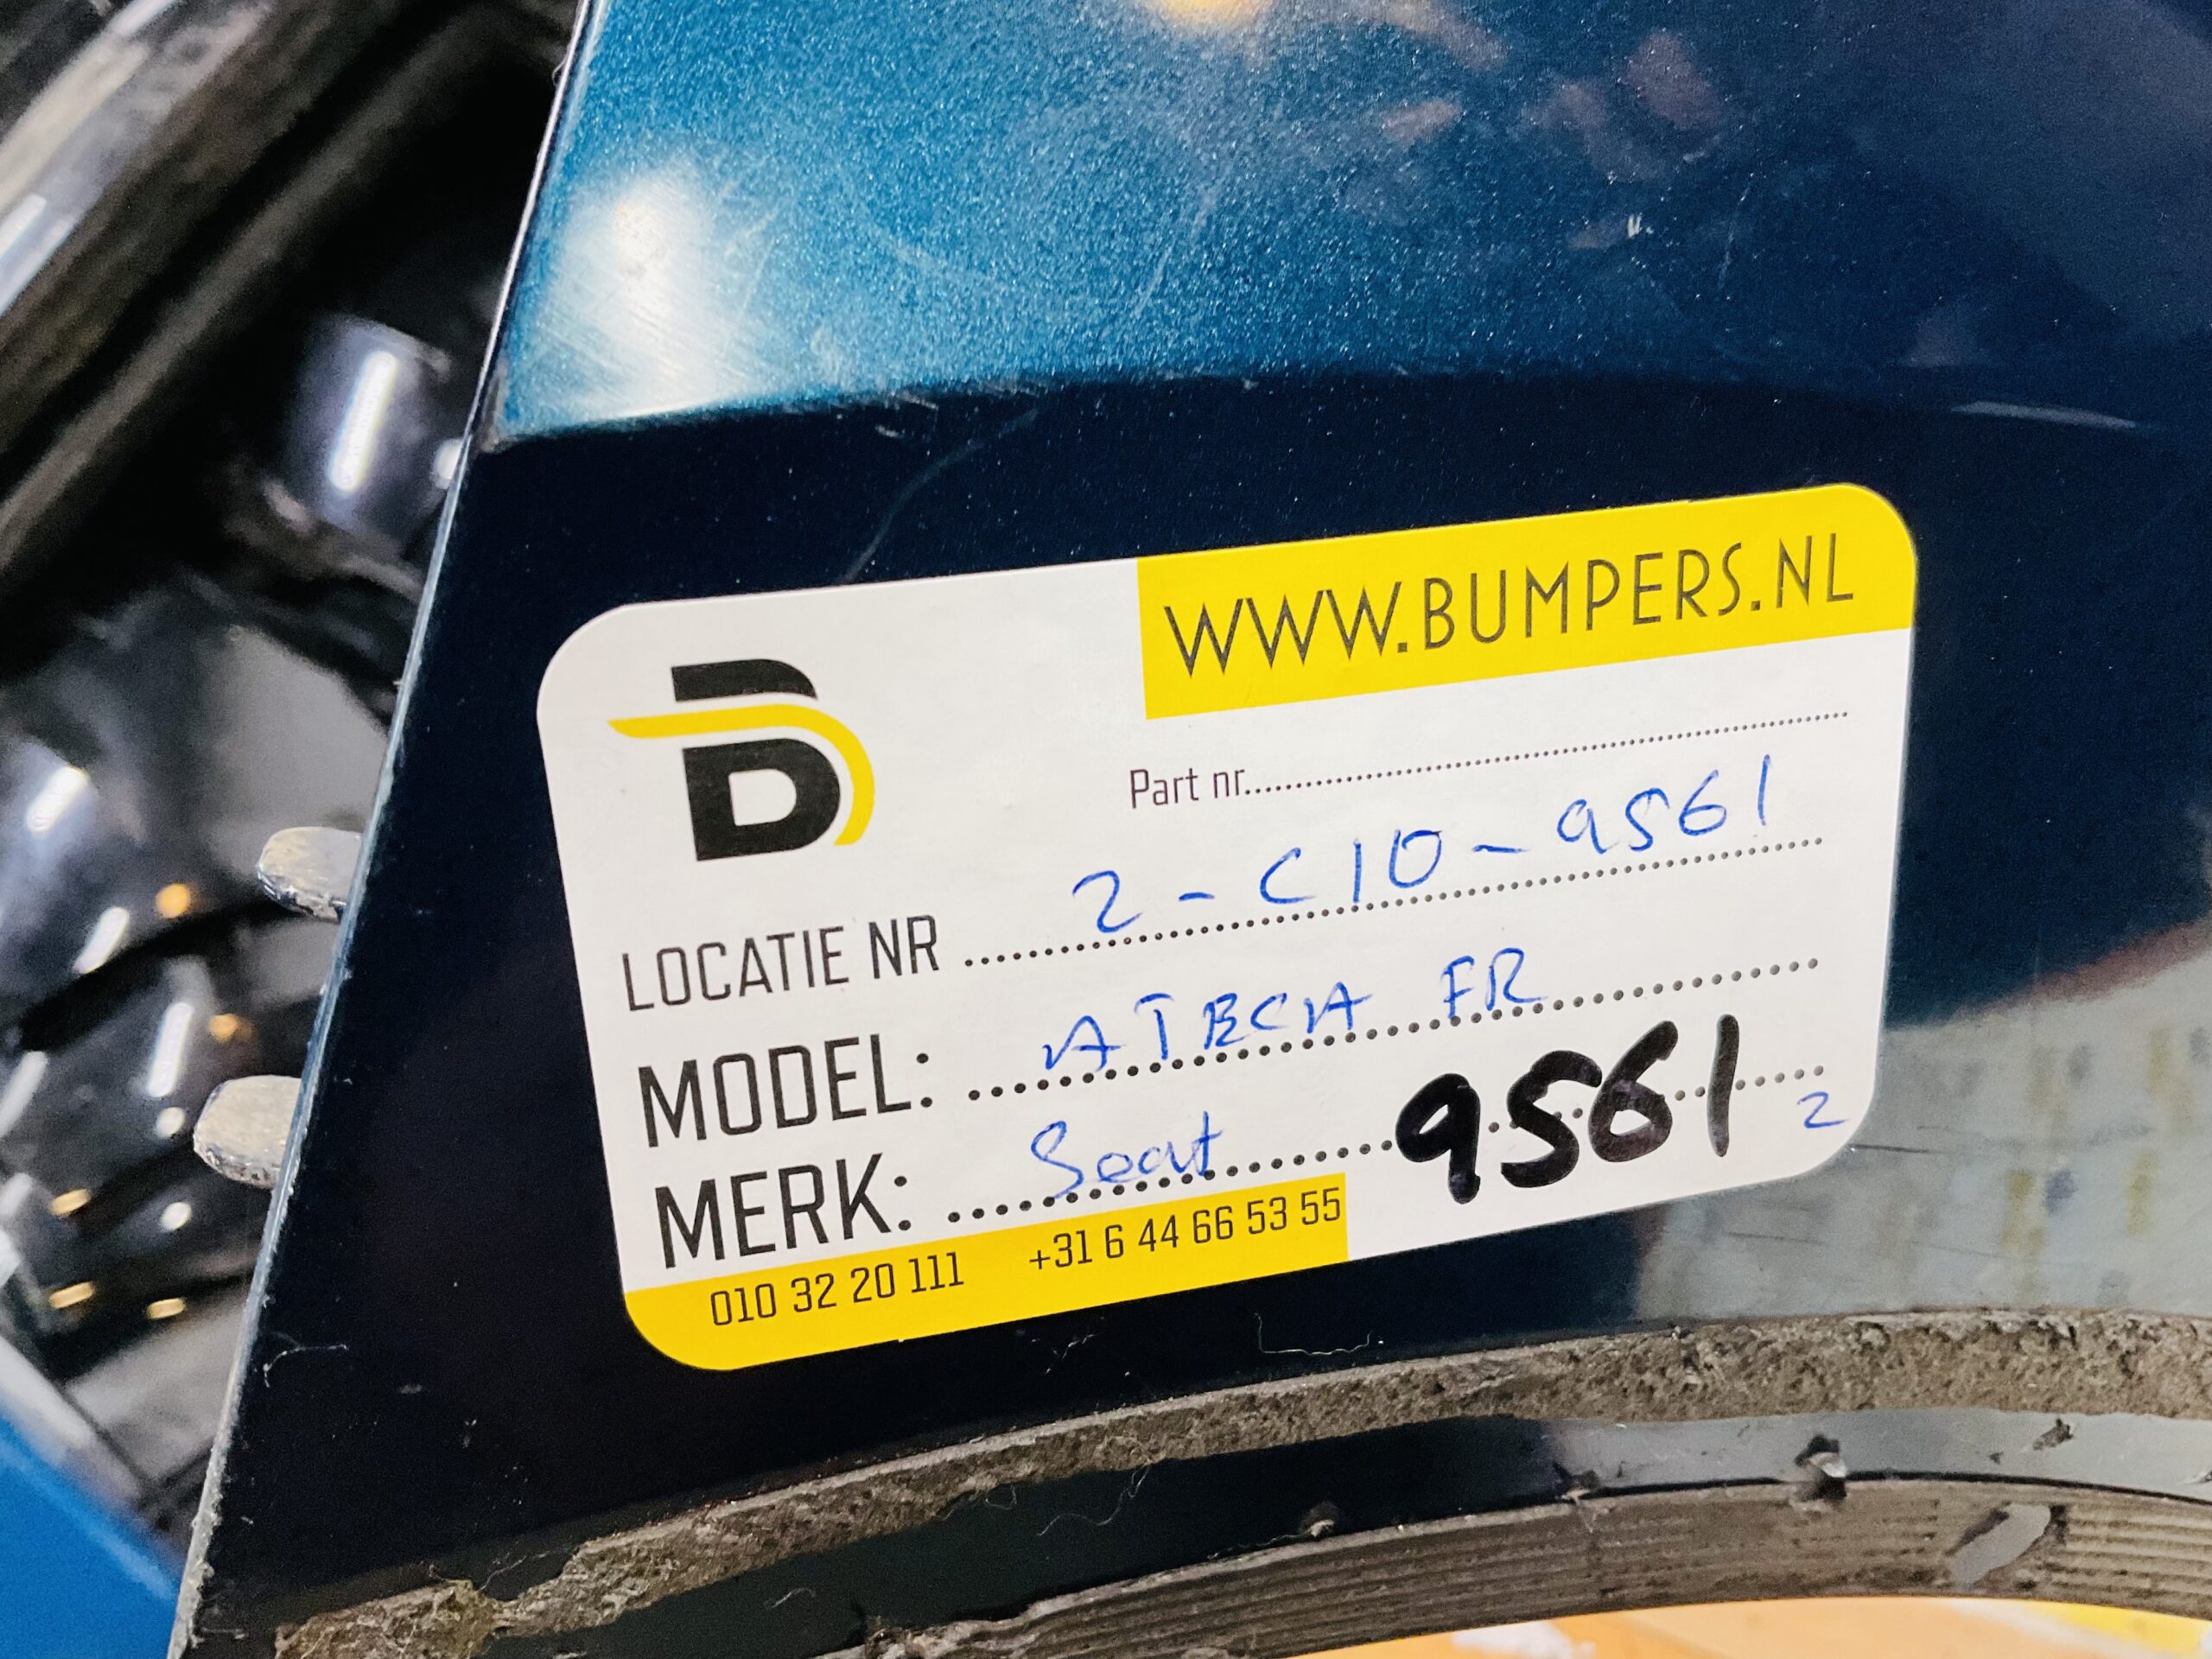 WWW.BUMPERS.NL
Part nr.
LOCATIE NR 2-C10-9561
MODEL: ATECA FR
MERK: Seat 9561 2
010 32 20 111 +31 6 44 66 53 55